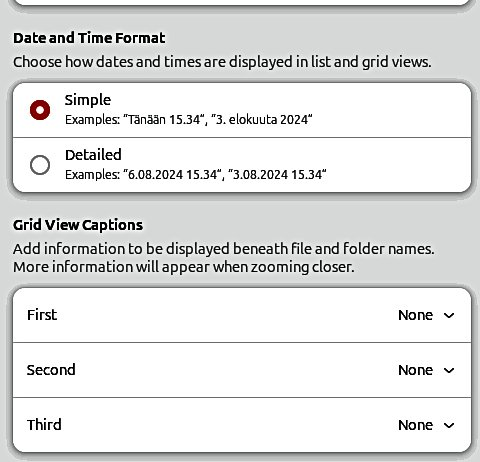 Date and Time Format
Choose how dates and times are displayed in list and grid views.
Simple
Examples: “Tänään 15.34“, “3. elokuuta 2024“
Detailed
Examples: “6.08.2024 15.34“, “3.08.2024 15.34“
Grid View Captions
Add information to be displayed beneath file and folder names.
More information will appear when zooming closer.
First None
Second None
Third None